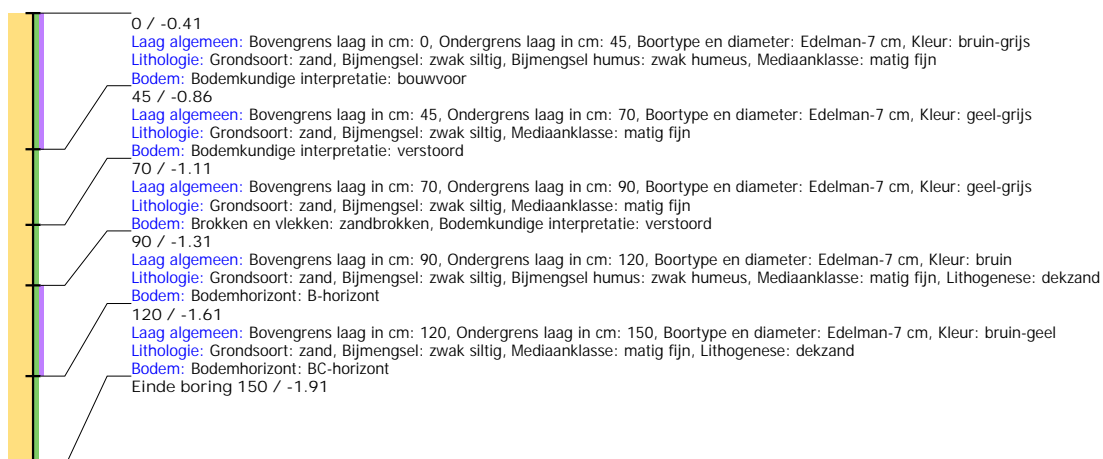 0 / -0.41
Laag algemeen: Bovengrens laag in cm: 0, Ondergrens laag in cm: 45, Boortype en diameter: Edelman-7 cm, Kleur: bruin-grijs
Lithologie: Grondsoort: zand, Bijmengsel: zwak siltig, Bijmengsel humus: zwak humeus, Mediaanklasse: matig fijn
Bodem: Bodemkundige interpretatie: bouwvoor
45 / -0.86
Laag algemeen: Bovengrens laag in cm: 45, Ondergrens laag in cm: 70, Boortype en diameter: Edelman-7 cm, Kleur: geel-grijs
Lithologie: Grondsoort: zand, Bijmengsel: zwak siltig, Mediaanklasse: matig fijn
Bodem: Bodemkundige interpretatie: verstoord
70 / -1.11
Laag algemeen: Bovengrens laag in cm: 70, Ondergrens laag in cm: 90, Boortype en diameter: Edelman-7 cm, Kleur: geel-grijs
Lithologie: Grondsoort: zand, Bijmengsel: zwak siltig, Mediaanklasse: matig fijn
Bodem: Brokken en vlekken: zandbrokken, Bodemkundige interpretatie: verstoord
90 / -1.31
Laag algemeen: Bovengrens laag in cm: 90, Ondergrens laag in cm: 120, Boortype en diameter: Edelman-7 cm, Kleur: bruin
Lithologie: Grondsoort: zand, Bijmengsel: zwak siltig, Bijmengsel humus: zwak humeus, Mediaanklasse: matig fijn, Lithogenese: dekzand
Bodem: Bodemhorizont: B-horizont
120 / -1.61
Laag algemeen: Bovengrens laag in cm: 120, Ondergrens laag in cm: 150, Boortype en diameter: Edelman-7 cm, Kleur: bruin-geel
Lithologie: Grondsoort: zand, Bijmengsel: zwak siltig, Mediaanklasse: matig fijn, Lithogenese: dekzand
Bodem: Bodemhorizont: BC-horizont
Einde boring 150 / -1.91